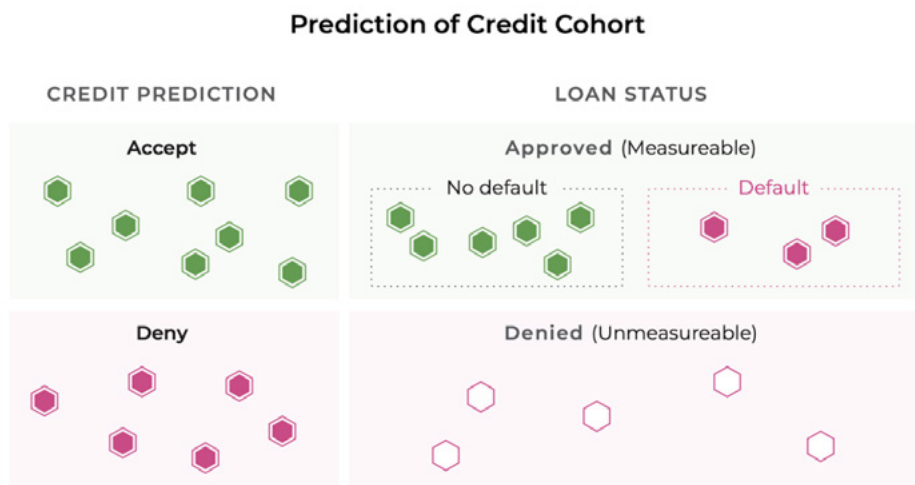 Prediction of Credit Cohort
CREDIT PREDICTION
LOAN STATUS
Accept
Approved (Measureable)
No default
Default
Deny
Denied (Unmeasureable)